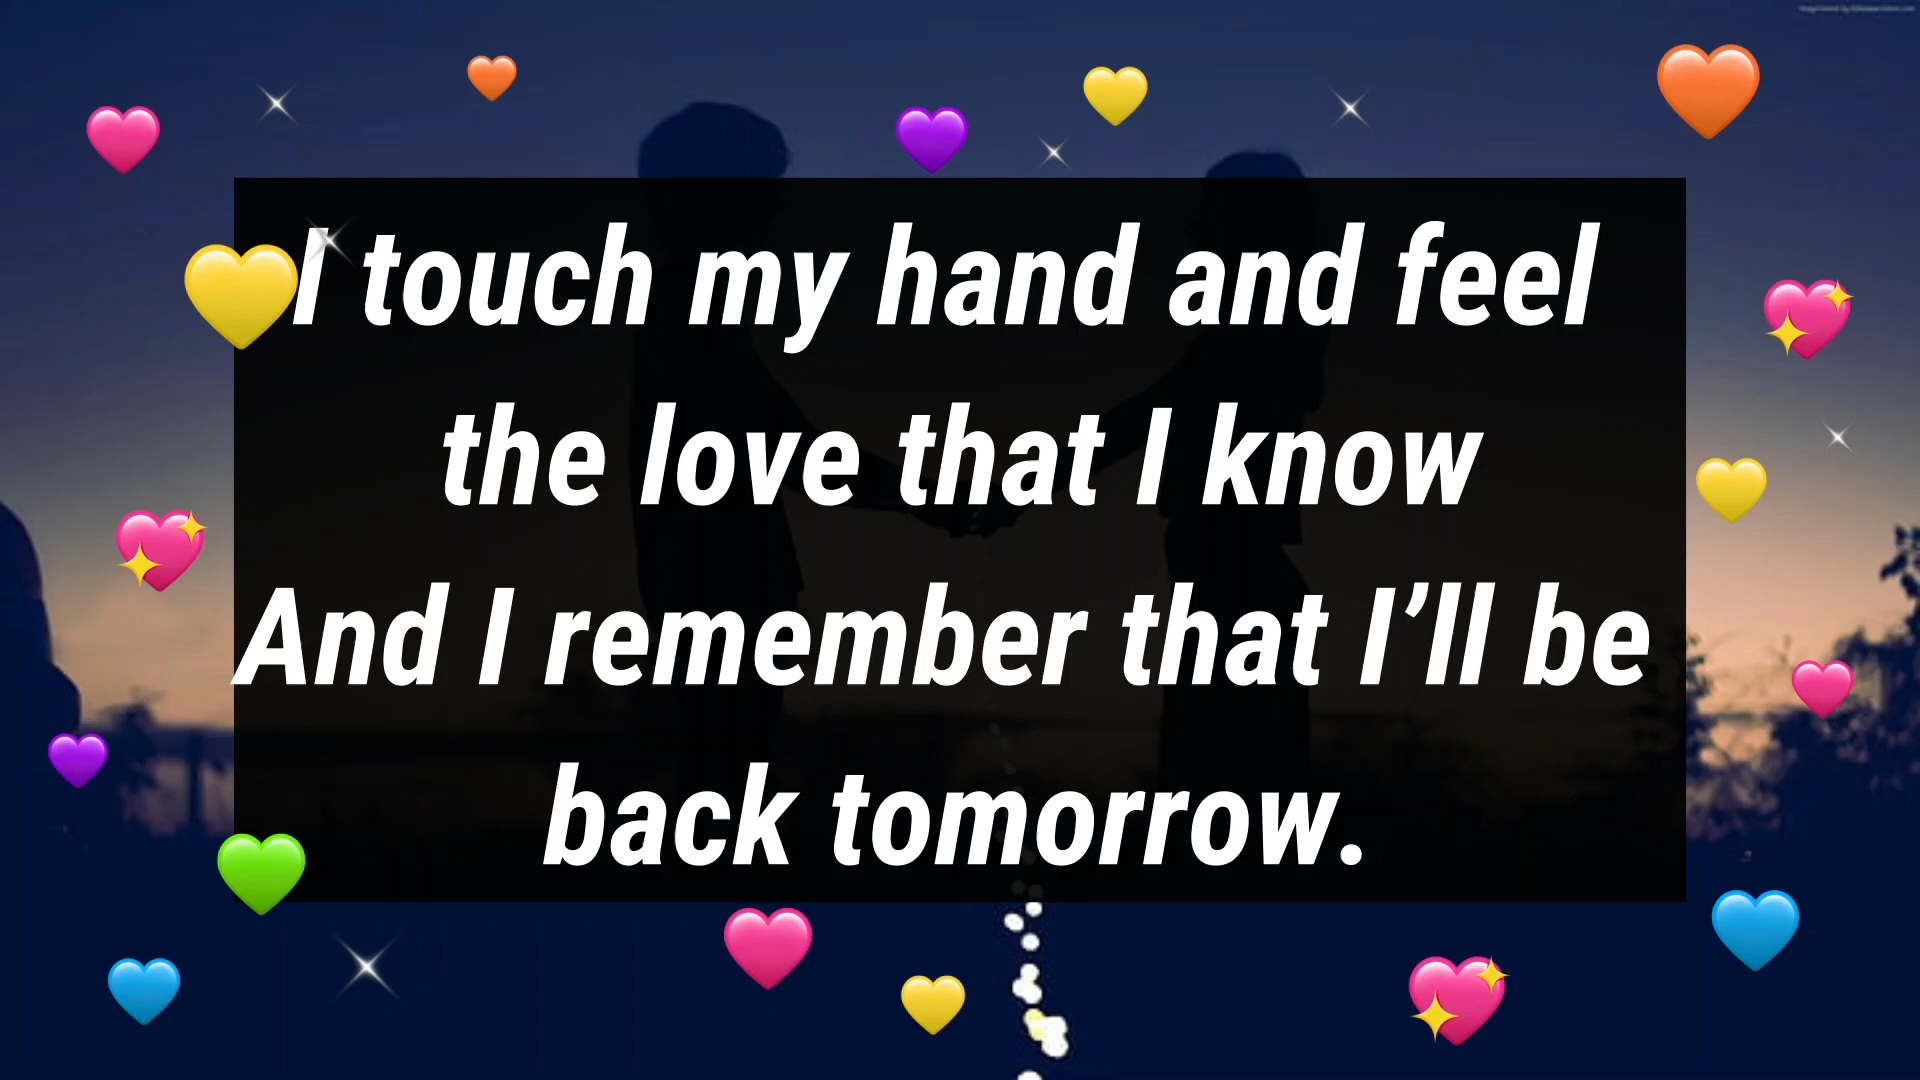 I touch my hand and feel
the love that I know
And I remember that I’ll be
back tomorrow.